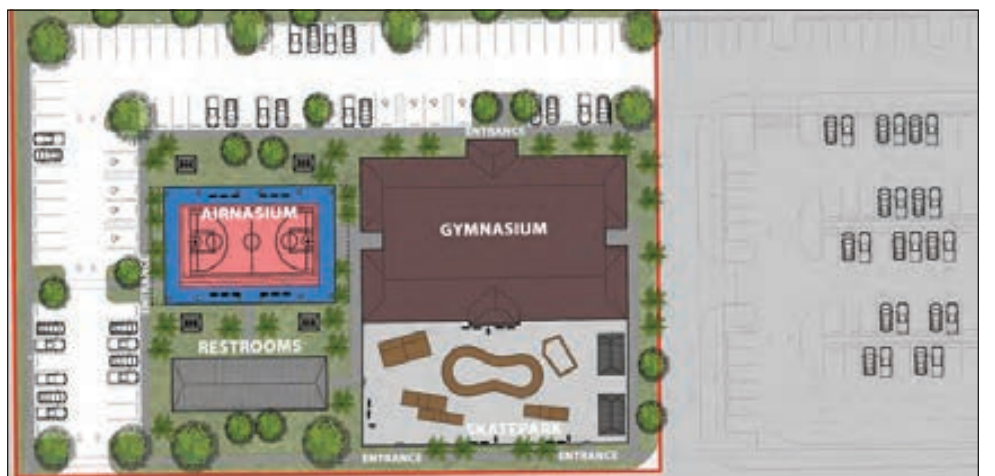 ENTRANCE
AIRNASIUM
GYMNASIUM
ENTRANCE
RESTROOMS
SKATEPARK
ENTRANCE
ENTRANCE